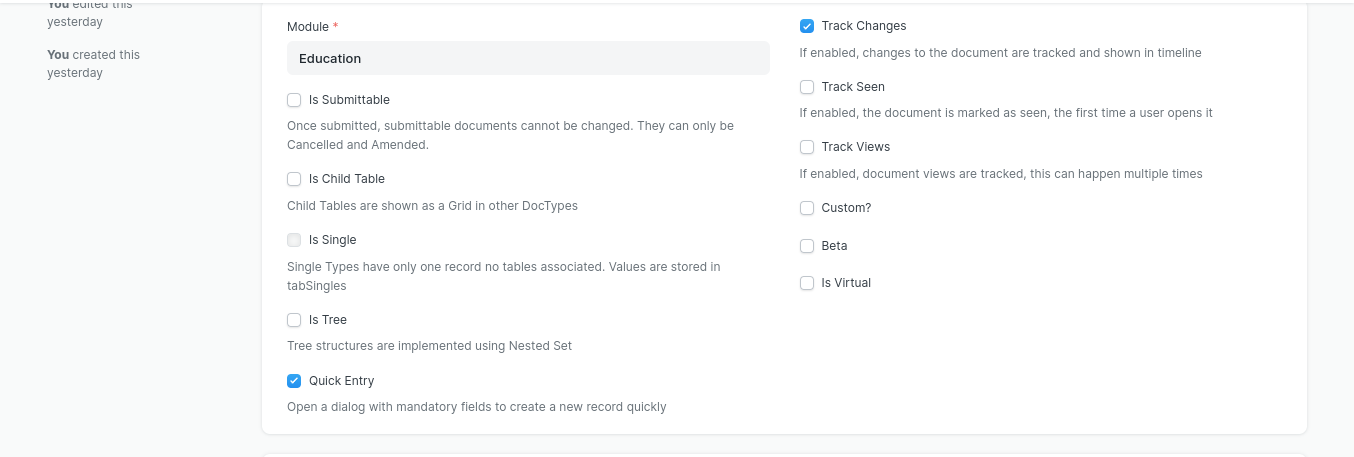 You edited this
yesterday
You created this
yesterday
Module *
Education
Is Submittable
Once submitted, submittable documents cannot be changed. They can only be
Cancelled and Amended.
Is Child Table
Child Tables are shown as a Grid in other DocTypes
Is Single
Single Types have only one record no tables associated. Values are stored in
tabSingles
Is Tree
Tree structures are implemented using Nested Set
Quick Entry
Open a dialog with mandatory fields to create a new record quickly
Track Changes
If enabled, changes to the document are tracked and shown in timeline
Track Seen
If enabled, the document is marked as seen, the first time a user opens it
Track Views
If enabled, document views are tracked, this can happen multiple times
Custom?
Beta
Is Virtual